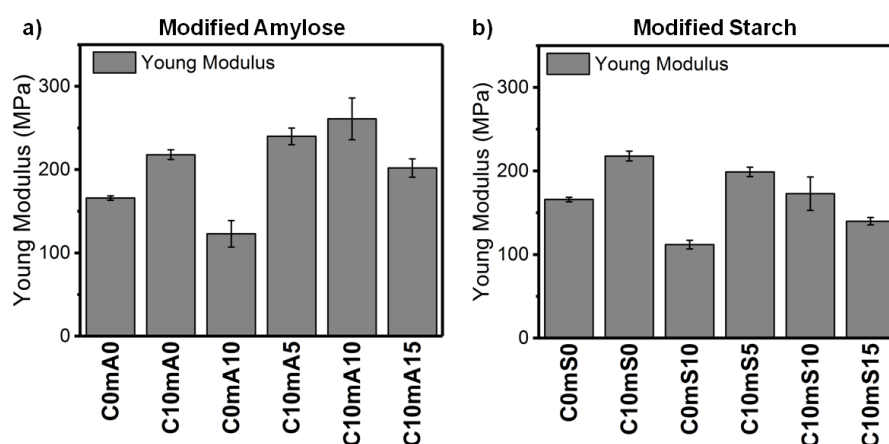 a)
Modified Amylose
Young Modulus
Young Modulus (MPa)
300
200
100
0
C0mA0
C10mA0
C0mA10
C10mA5
C10mA10
C10mA15
b)
Modified Starch
Young Modulus
Young Modulus (MPa)
300
200
100
0
C0mS0
C10mS0
C0mS10
C10mS5
C10mS10
C10mS15